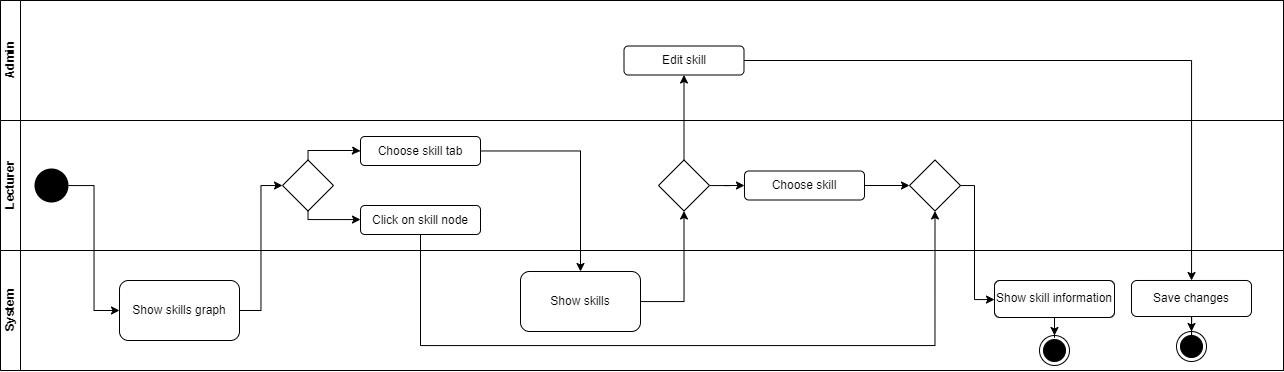 Admin
Edit skill
Lecturer
Choose skill tab
Click on skill node
Choose skill
System
Show skills graph
Show skills
Show skill information
Save changes